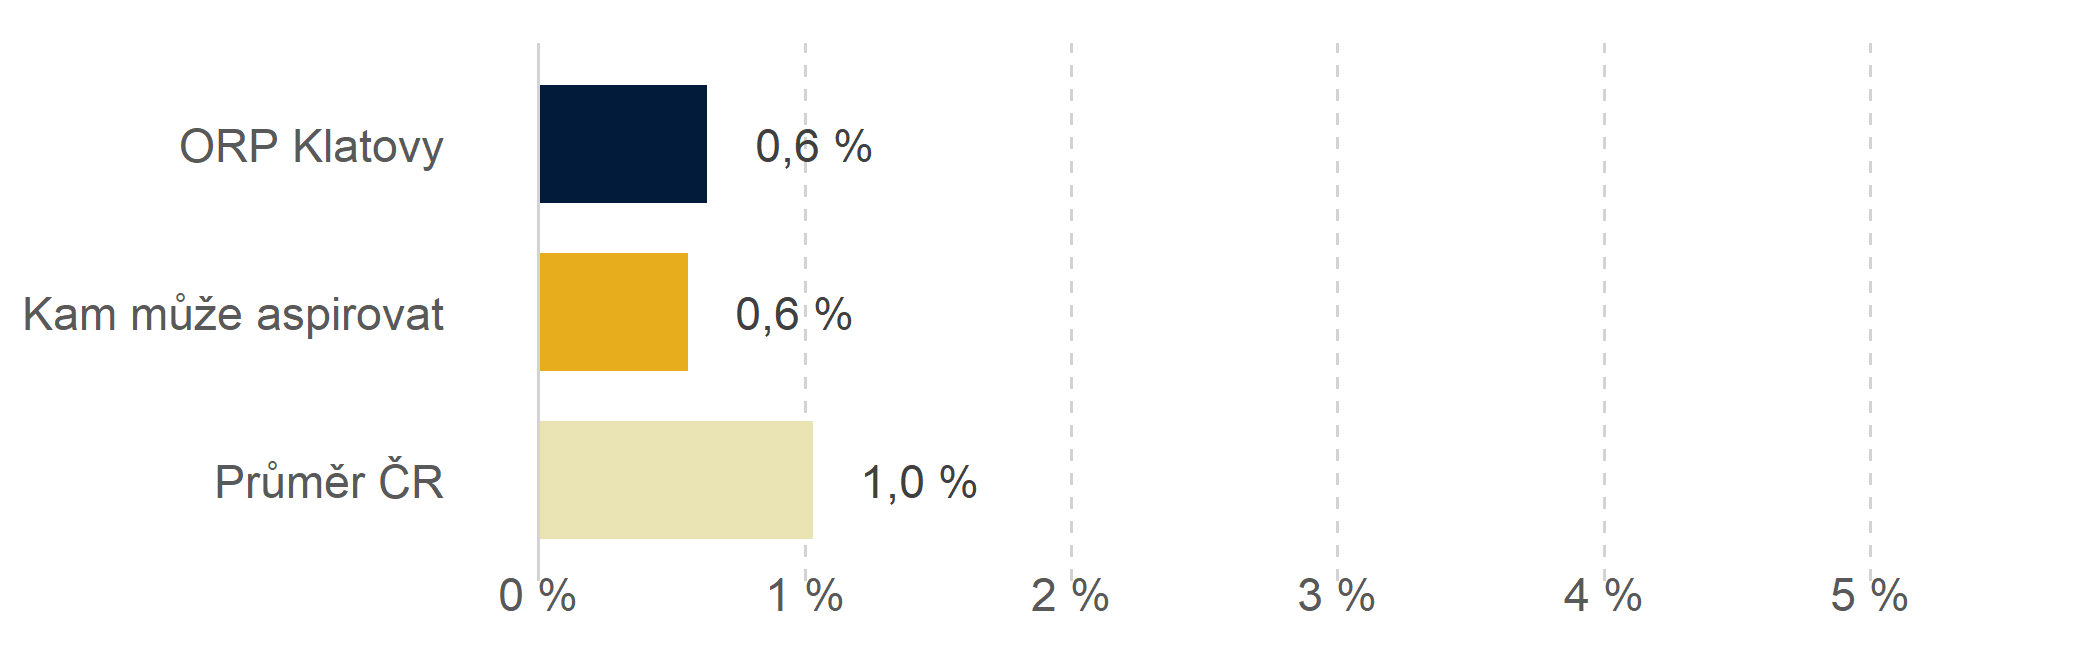 ORP Klatovy 0,6 %
Kam může aspirovat 0,6 %
Průměr ČR 1,0 %
0 % 1 % 2 % 3 % 4 % 5 %